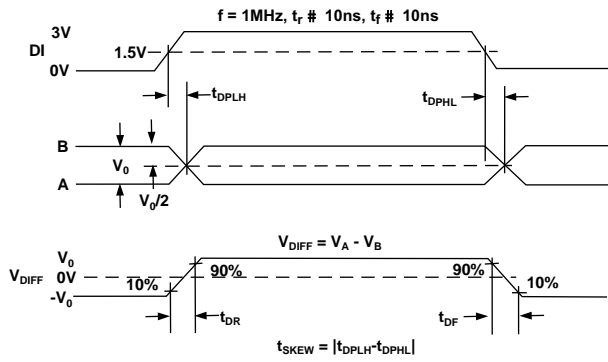 f = 1MHz, tr # 10ns, tf # 10ns
3V
DI
1.5V
0V
tDPLH
tDPHL
B
V0
A
V0/2
VDIFF = VA - VB
V0
VDIFF 0V
-V0
10%
90%
90%
10%
tDR
tDF
tSKEW = |tDPLH-tDPHL|